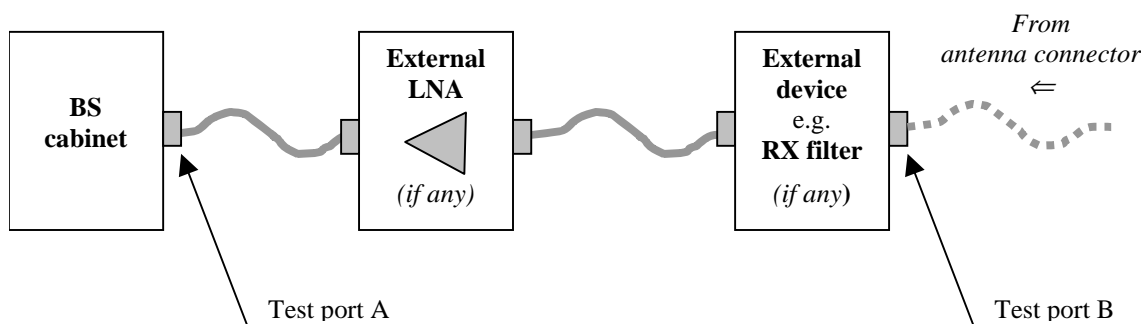 BS
cabinet
External
LNA
(if any)
External
device
e.g.
RX filter
(if any)
From
antenna connector
⇐
Test port A
Test port B